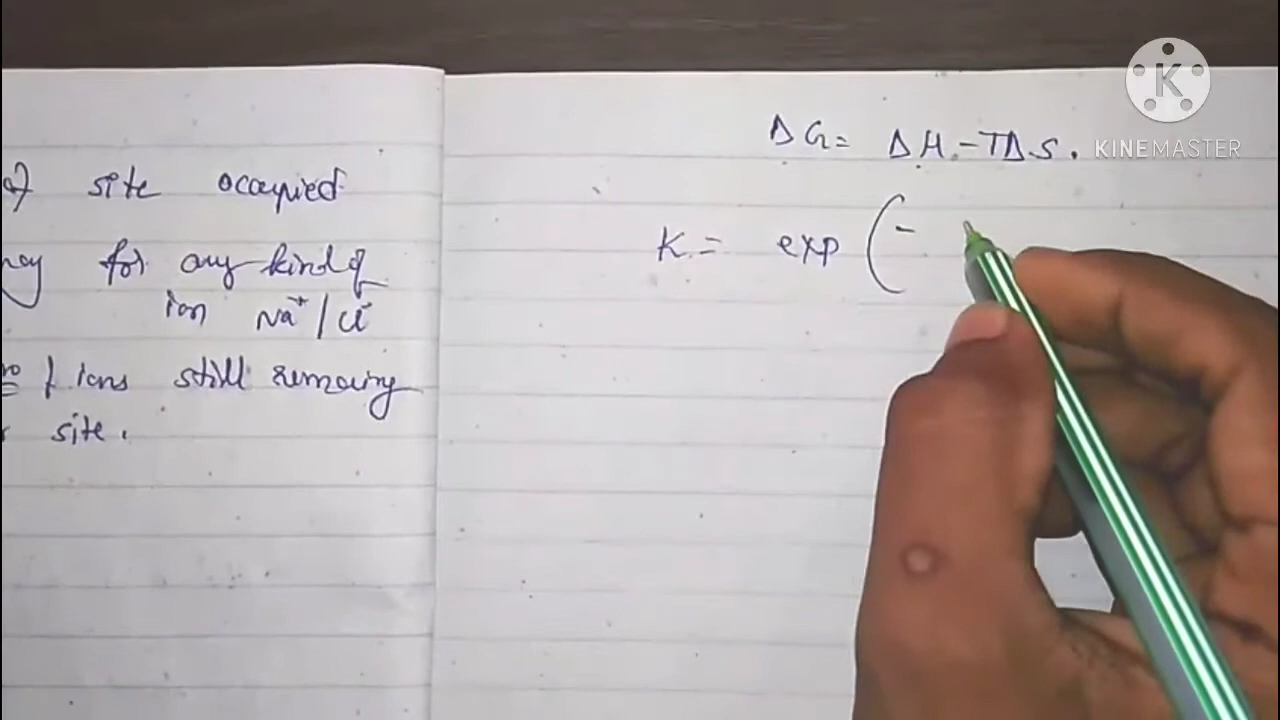 site occupied
for any kind of
ion Na⁺ / Cl⁻
ions still remaining
site.
ΔG = ΔH - TΔS.
K = exp ( -
K
KINEMASTER